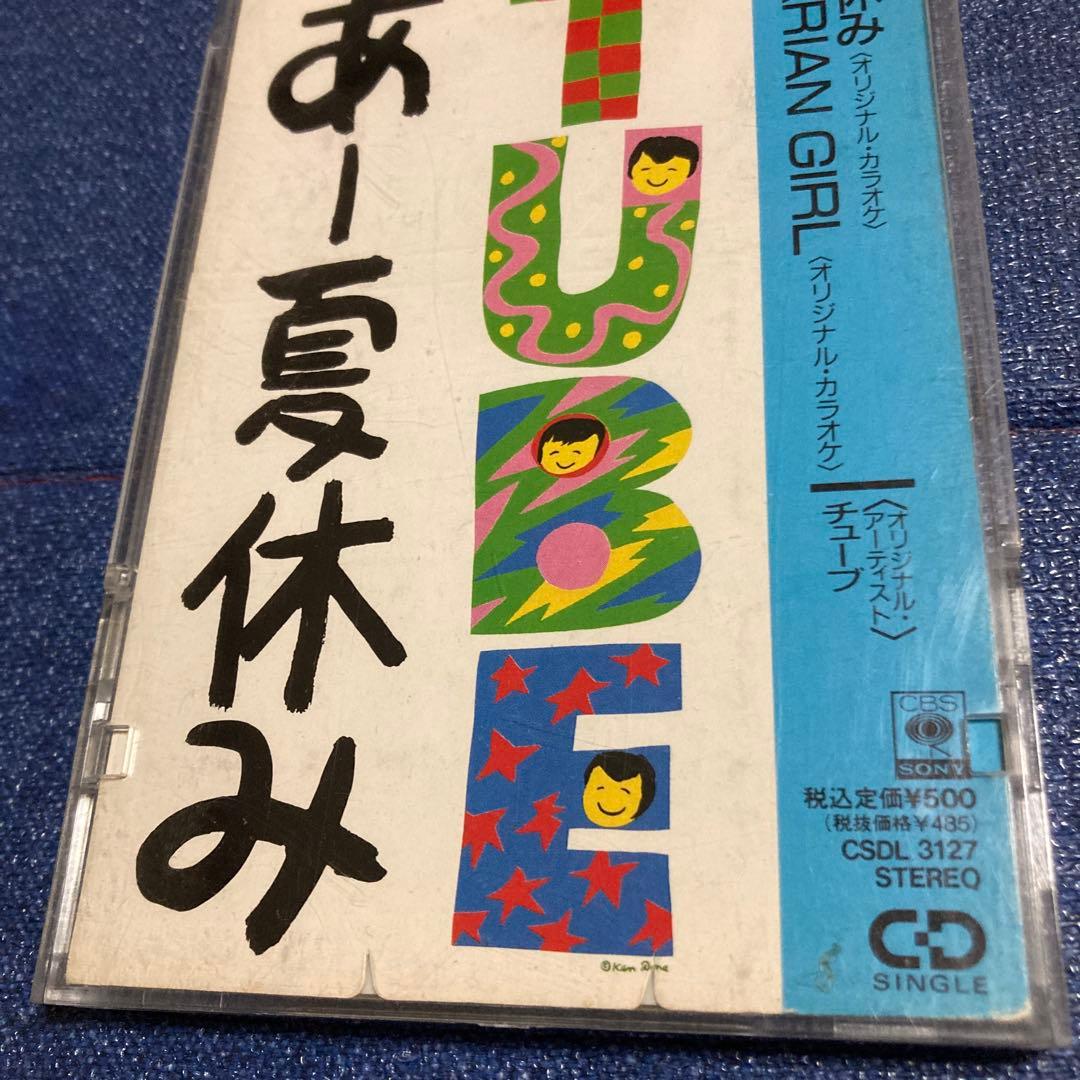 休み〈オリジナル・カラオケ〉
ARIAN GIRL〈オリジナル・カラオケ〉
〈オリジナル・アーティスト〉
チューブ
TUBE
あー夏休み
CBS
SONY
税込定価¥500
(税抜価格¥485)
CSDL 3127
STEREO
CD
SINGLE
©Ken Done